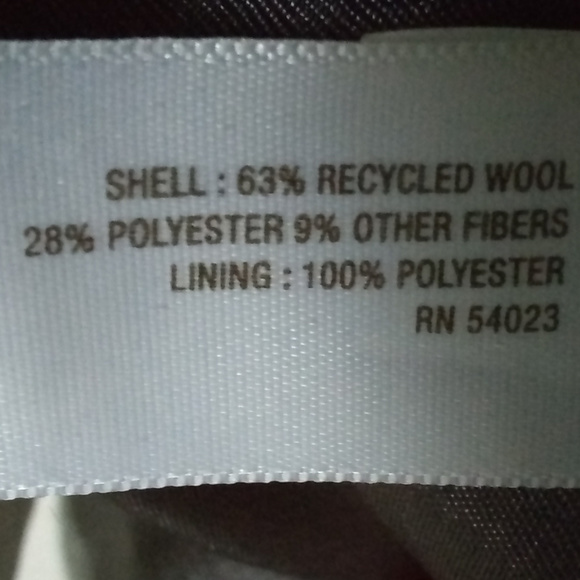 SHELL : 63% RECYCLED WOOL
28% POLYESTER 9% OTHER FIBERS
LINING : 100% POLYESTER
RN 54023